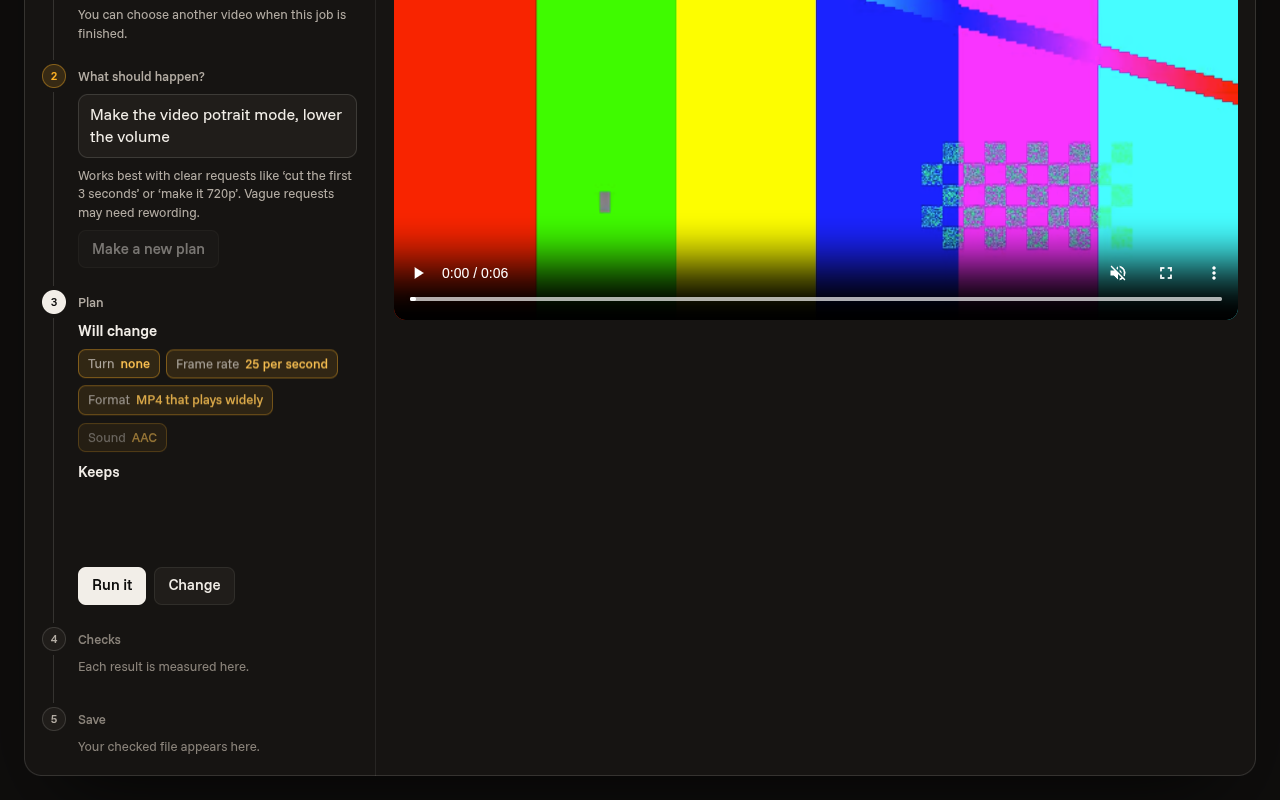 You can choose another video when this job is
finished.
2
What should happen?
Make the video potrait mode, lower
the volume
Works best with clear requests like ‘cut the first
3 seconds’ or ‘make it 720p’. Vague requests
may need rewording.
Make a new plan
3
Plan
Will change
Turn none
Frame rate 25 per second
Format MP4 that plays widely
Sound AAC
Keeps
Run it
Change
4
Checks
Each result is measured here.
5
Save
Your checked file appears here.
0:00 / 0:06